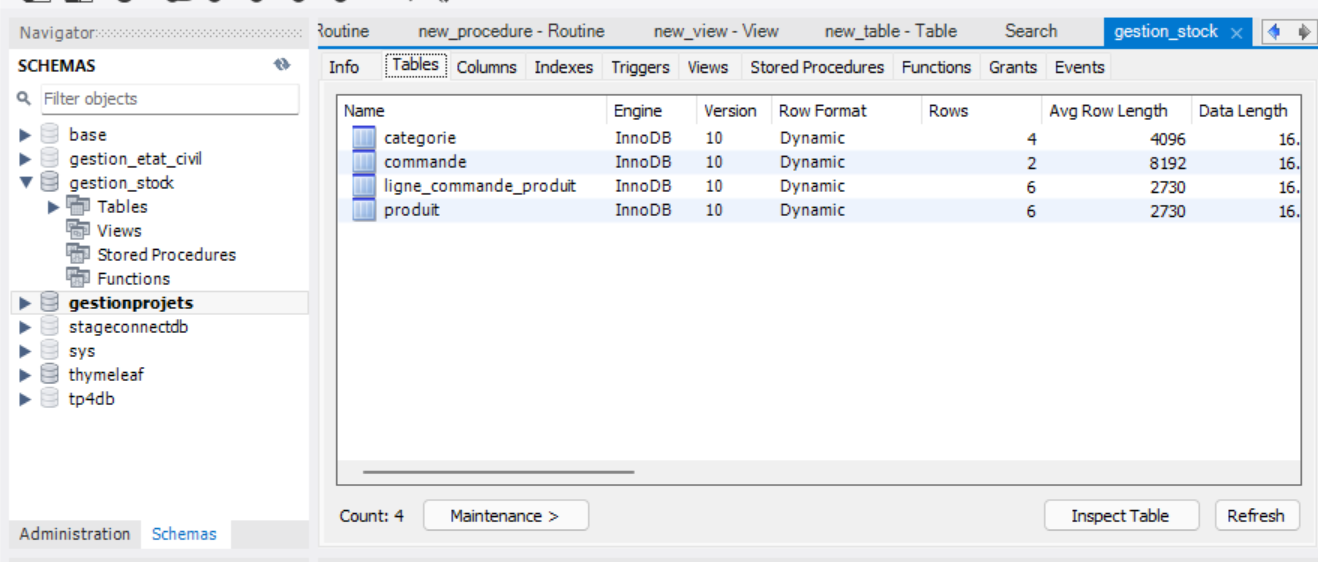 Navigator
Routine new_procedure - Routine new_view - View new_table - Table Search gestion_stock ×
SCHEMAS
Info Tables Columns Indexes Triggers Views Stored Procedures Functions Grants Events
Filter objects
base
gestion_etat_civil
gestion_stock
Tables
Views
Stored Procedures
Functions
gestionprojets
stageconnectdb
sys
thymeleaf
tp4db
Name Engine Version Row Format Rows Avg Row Length Data Length
categorie InnoDB 10 Dynamic 4 4096 16.
commande InnoDB 10 Dynamic 2 8192 16.
ligne_commande_produit InnoDB 10 Dynamic 6 2730 16.
produit InnoDB 10 Dynamic 6 2730 16.
Count: 4 Maintenance > Inspect Table Refresh
Administration Schemas